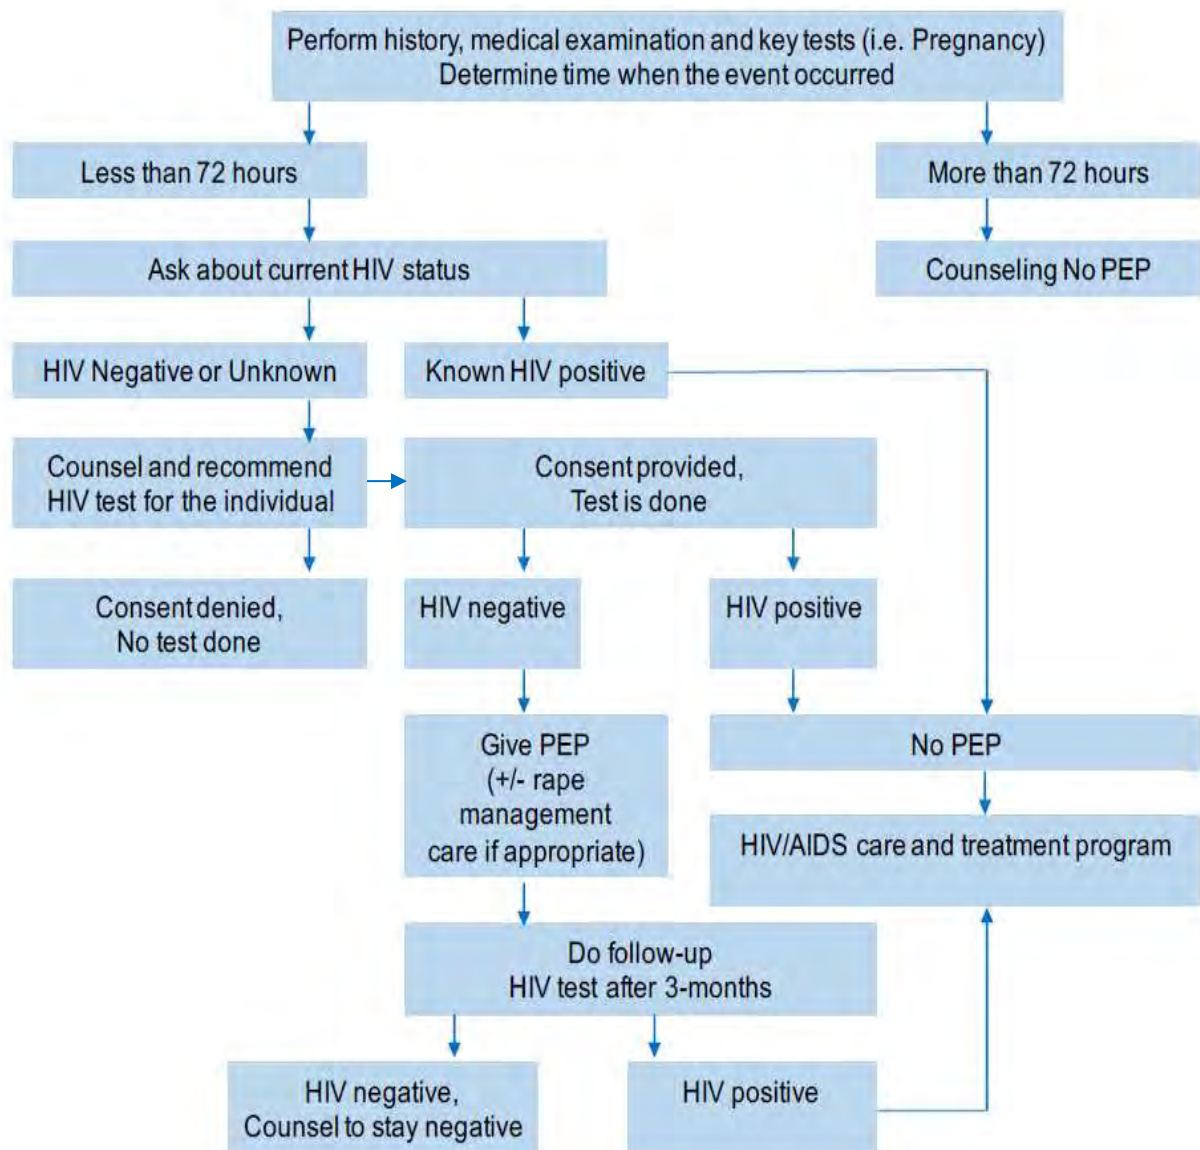 Perform history, medical examination and key tests (i.e. Pregnancy)
Determine time when the event occurred
Less than 72 hours
More than 72 hours
Ask about current HIV status
Counseling No PEP
HIV Negative or Unknown
Known HIV positive
Counsel and recommend
HIV test for the individual
Consent provided,
Test is done
Consent denied,
No test done
HIV negative
HIV positive
Give PEP
(+/- rape
management
care if appropriate)
No PEP
HIV/AIDS care and treatment program
Do follow-up
HIV test after 3-months
HIV negative,
Counsel to stay negative
HIV positive